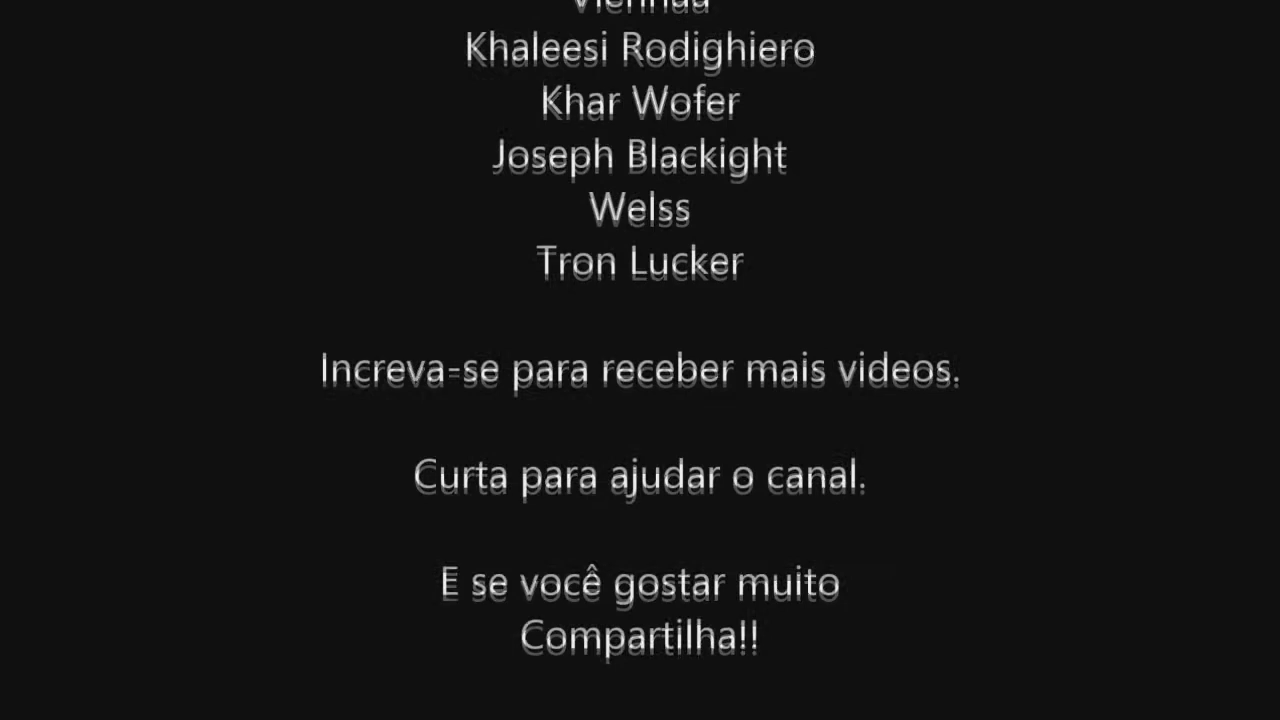 Khaleesi Rodighiero
Khar Wofer
Joseph Blackight
Welss
Tron Lucker
Increva-se para receber mais videos.
Curta para ajudar o canal.
E se você gostar muito
Compartilha!!